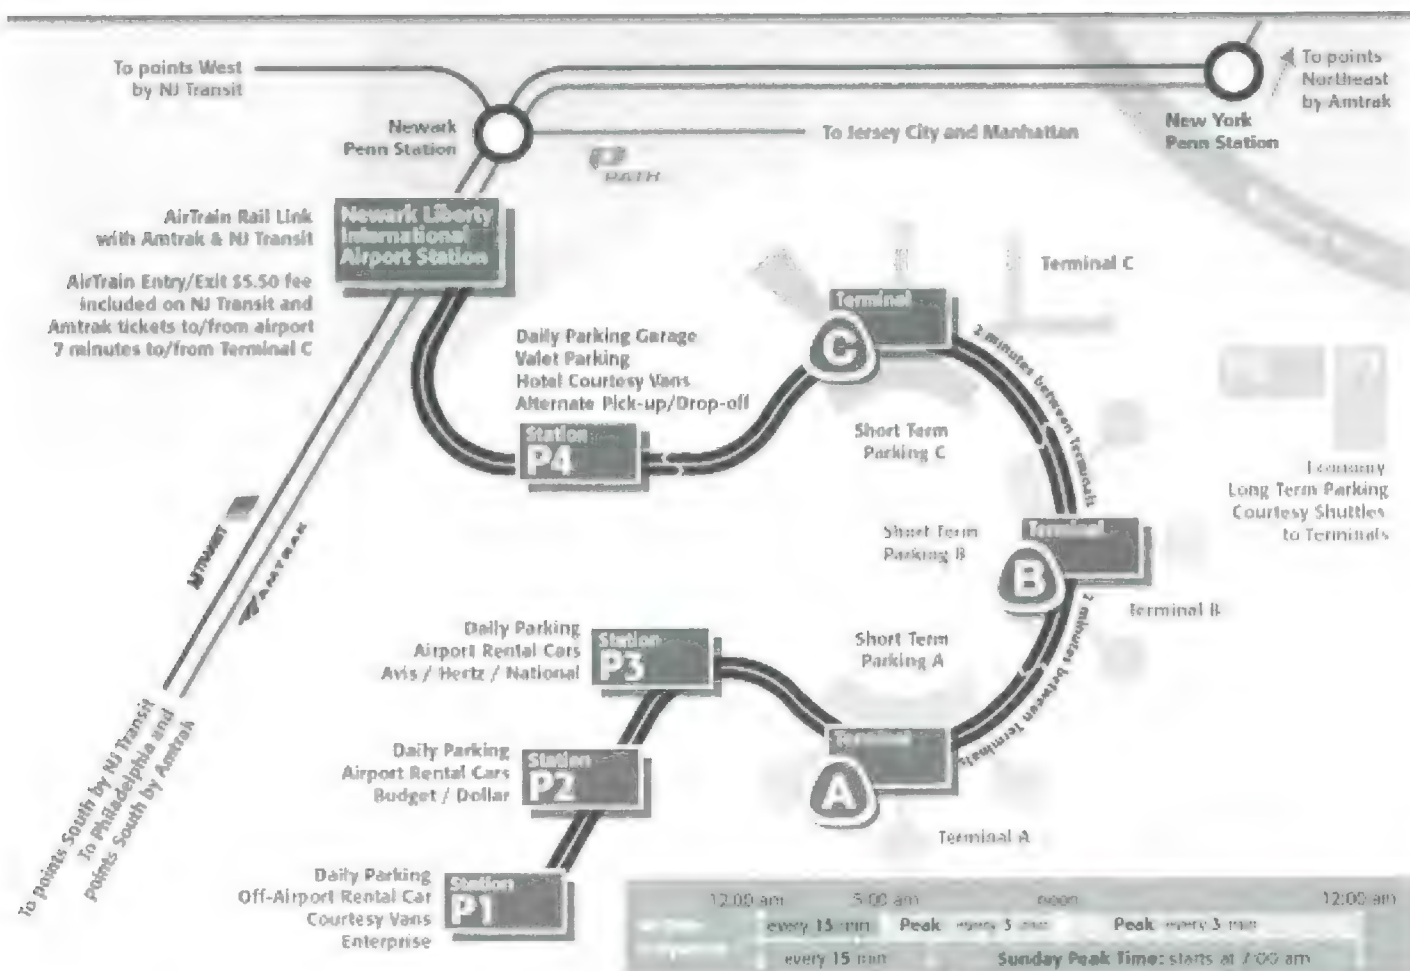 To points West
by NJ Transit
Newark
Penn Station
To Jersey City and Manhattan
PATH
New York
Penn Station
To points
Northeast
by Amtrak
AirTrain Rail Link
with Amtrak & NJ Transit
AirTrain Entry/Exit $5.50 fee
included on NJ Transit and
Amtrak tickets to/from airport
7 minutes to/from Terminal C
Newark Liberty
International
Airport Station
Daily Parking Garage
Valet Parking
Hotel Courtesy Vans
Alternate Pick-up/Drop-off
Station
P4
Terminal
C
Terminal C
2 minutes between Terminals
Short Term
Parking C
Economy
Long Term Parking
Courtesy Shuttles
to Terminals
Short Term
Parking B
Terminal
B
Terminal B
2 minutes between Terminals
Short Term
Parking A
Terminal
A
Terminal A
NJ TRANSIT
AMTRAK
To points South by NJ Transit
To Philadelphia and
points South by Amtrak
Daily Parking
Airport Rental Cars
Avis / Hertz / National
Station
P3
Daily Parking
Airport Rental Cars
Budget / Dollar
Station
P2
Daily Parking
Off-Airport Rental Car
Courtesy Vans
Enterprise
Station
P1
12:00 am 5:00 am noon 12:00 am
every 15 min Peak every 3 min Peak every 3 min
every 15 min Sunday Peak Time: starts at 7:00 am